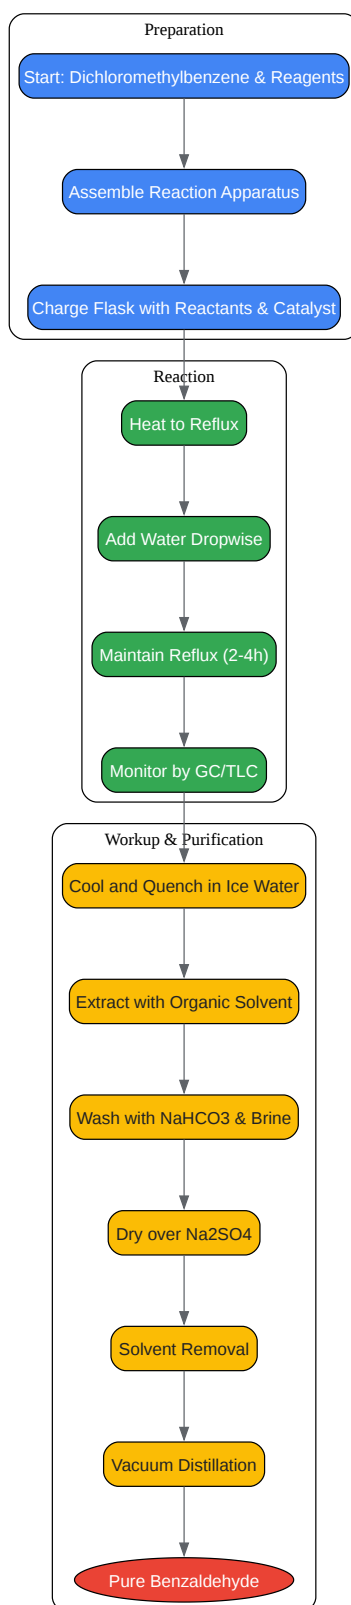 Preparation
Start: Dichloromethylbenzene & Reagents
Assemble Reaction Apparatus
Charge Flask with Reactants & Catalyst
Reaction
Heat to Reflux
Add Water Dropwise
Maintain Reflux (2-4h)
Monitor by GC/TLC
Workup & Purification
Cool and Quench in Ice Water
Extract with Organic Solvent
Wash with NaHCO3 & Brine
Dry over Na2SO4
Solvent Removal
Vacuum Distillation
Pure Benzaldehyde